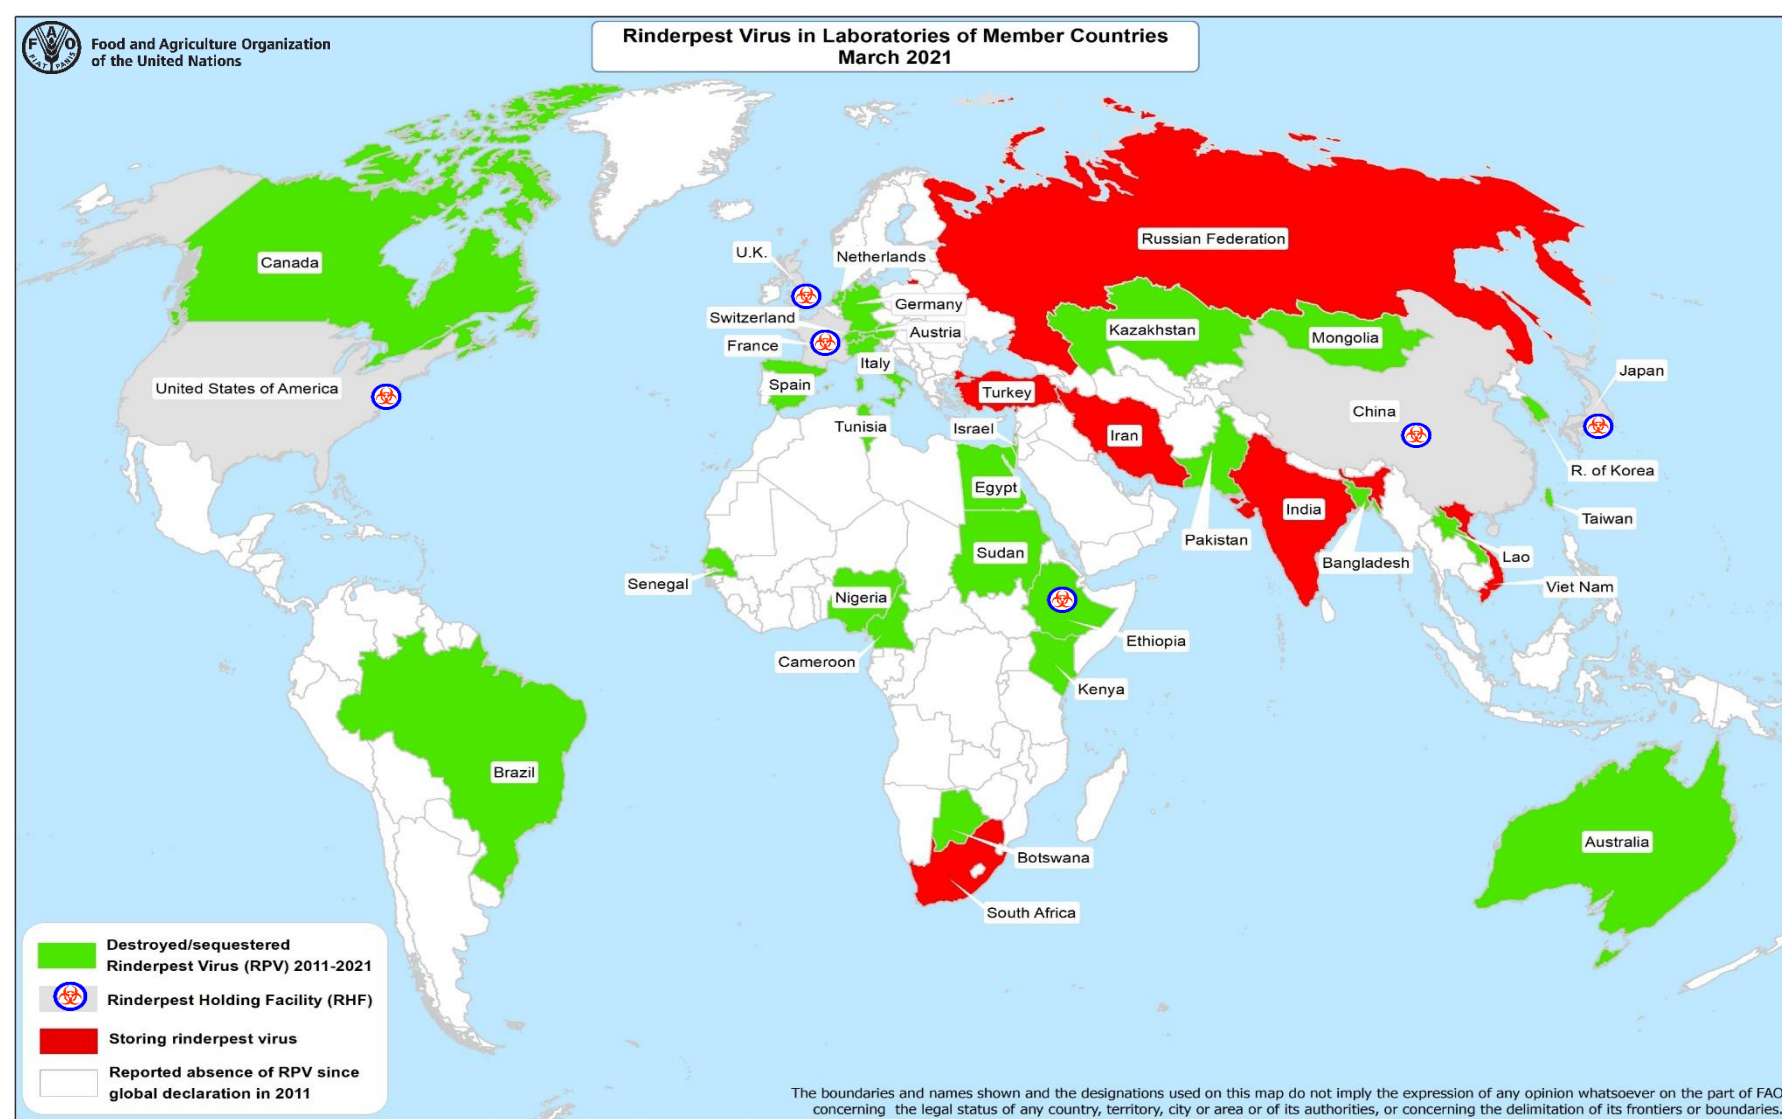 Food and Agriculture Organization
of the United Nations
F A O
FIAT PANIS
Rinderpest Virus in Laboratories of Member Countries
March 2021
Canada
United States of America
U.K.
Netherlands
Germany
Switzerland
Austria
France
Italy
Spain
Russian Federation
Kazakhstan
Mongolia
Japan
China
Turkey
Iran
Israel
Tunisia
R. of Korea
Egypt
India
Pakistan
Taiwan
Bangladesh
Lao
Viet Nam
Sudan
Senegal
Nigeria
Cameroon
Ethiopia
Kenya
Brazil
Botswana
South Africa
Australia
Destroyed/sequestered
Rinderpest Virus (RPV) 2011-2021
Rinderpest Holding Facility (RHF)
Storing rinderpest virus
Reported absence of RPV since
global declaration in 2011
The boundaries and names shown and the designations used on this map do not imply the expression of any opinion whatsoever on the part of FAO
concerning the legal status of any country, territory, city or area or of its authorities, or concerning the delimitation of its frontiers or boundaries